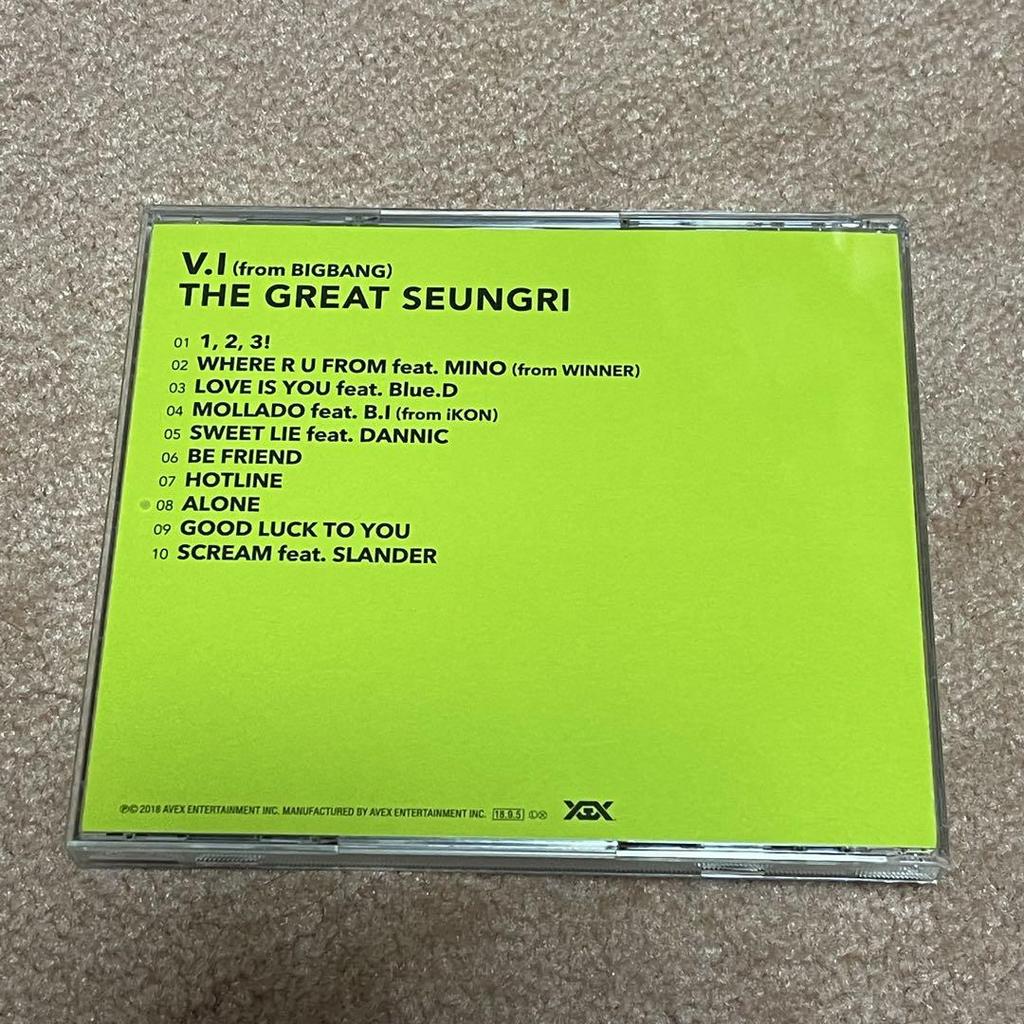 V.I (from BIGBANG)
THE GREAT SEUNGRI
01 1, 2, 3!
02 WHERE R U FROM feat. MINO (from WINNER)
03 LOVE IS YOU feat. Blue.D
04 MOLLADO feat. B.I (from iKON)
05 SWEET LIE feat. DANNIC
06 BE FRIEND
07 HOTLINE
08 ALONE
09 GOOD LUCK TO YOU
10 SCREAM feat. SLANDER
℗© 2018 AVEX ENTERTAINMENT INC. MANUFACTURED BY AVEX ENTERTAINMENT INC. 18.9.5 Ⓛⓧ YGEX